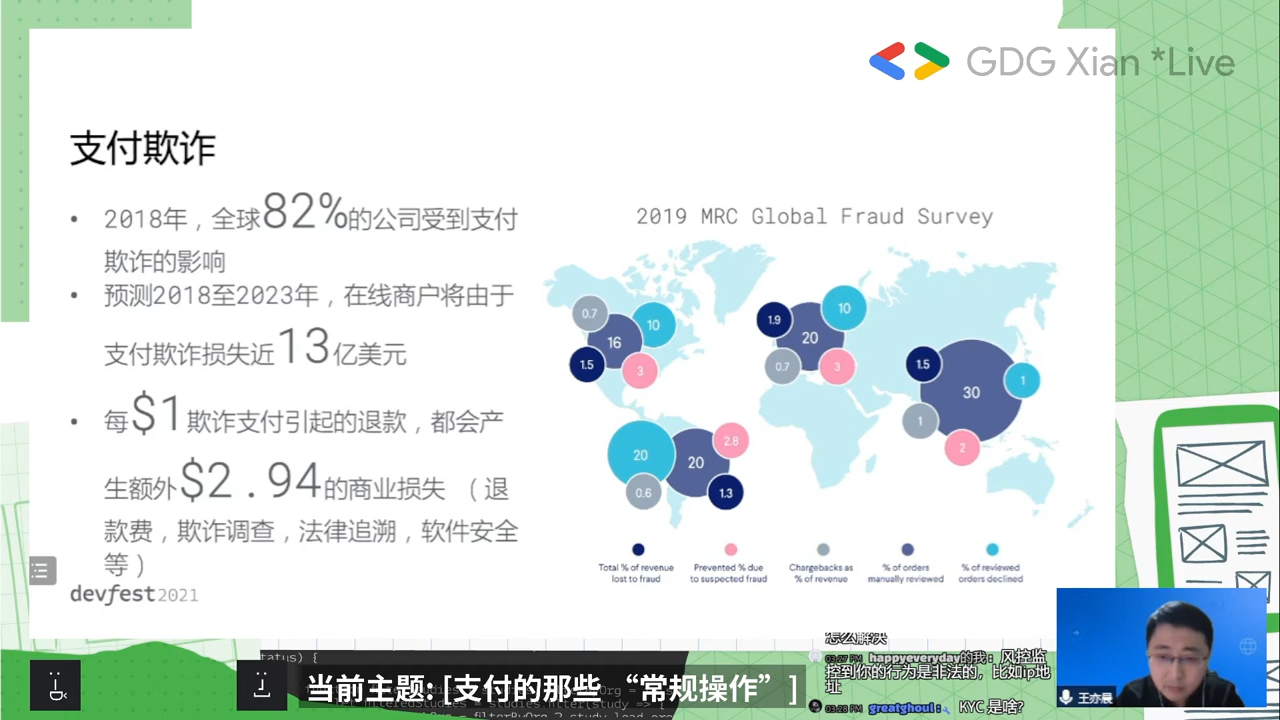 GDG Xian *Live
支付欺诈
• 2018年，全球82%的公司受到支付
欺诈的影响
• 预测2018至2023年，在线商户将由于
支付欺诈损失近13亿美元
• 每$1欺诈支付引起的退款，都会产
生额外$2.94的商业损失 （退
款费，欺诈调查，法律追溯，软件安全
等）
devfest2021
2019 MRC Global Fraud Survey
0.7
10
16
1.5
3
1.9
10
20
0.7
3
1.5
30
1
1
2
20
20
2.8
0.6
1.3
Total % of revenue
lost to fraud
Prevented % due
to suspected fraud
Chargebacks as
% of revenue
% of orders
manually reviewed
% of reviewed
orders declined
tatus) {
当前主题: [支付的那些 “常规操作” ]
怎么解决
03:27 PM happyeveryday的我: 风控监
控到你的行为是非法的，比如ip地
址
03:28 PM greatghoul: KYC 是啥?
王亦晨